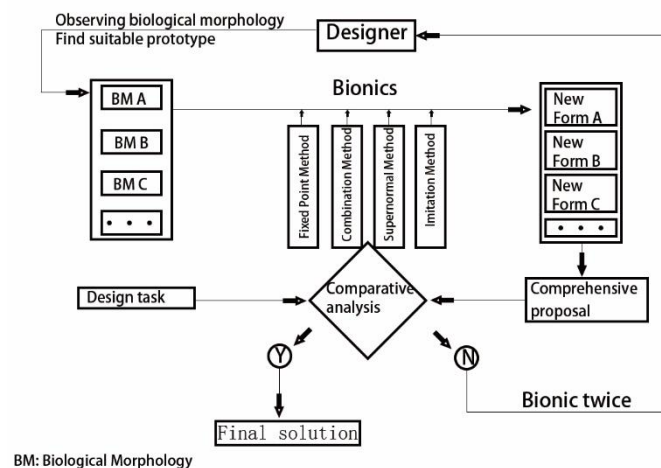 Observing biological morphology
Find suitable prototype
Designer
BM A
BM B
BM C
• • •
Bionics
Fixed Point Method
Combination Method
Supernormal Method
Imitation Method
New
Form A
New
Form B
New
Form C
• • •
Design task
Comparative
analysis
Comprehensive
proposal
Y
N
Final solution
Bionic twice
BM: Biological Morphology